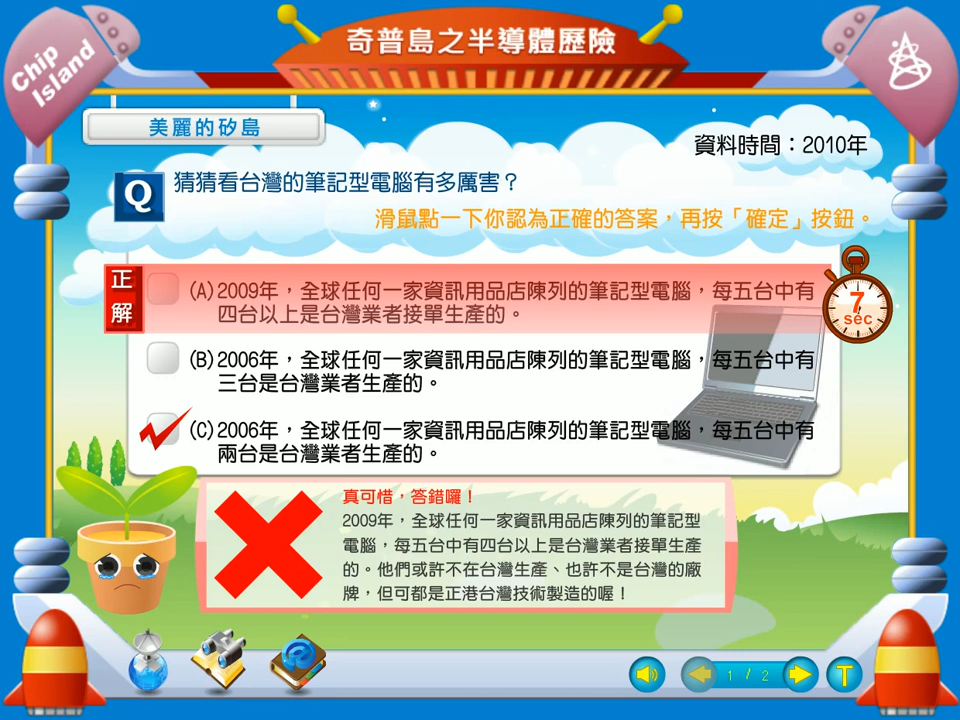 Chip
Island
奇普島之半導體歷險
美麗的矽島
資料時間：2010年
Q
猜猜看台灣的筆記型電腦有多厲害？
滑鼠點一下你認為正確的答案，再按「確定」按鈕。
正解
(A)2009年，全球任何一家資訊用品店陳列的筆記型電腦，每五台中有
四台以上是台灣業者接單生產的。
7
sec
(B)2006年，全球任何一家資訊用品店陳列的筆記型電腦，每五台中有
三台是台灣業者生產的。
(C)2006年，全球任何一家資訊用品店陳列的筆記型電腦，每五台中有
兩台是台灣業者生產的。
真可惜，答錯囉！
2009年，全球任何一家資訊用品店陳列的筆記型
電腦，每五台中有四台以上是台灣業者接單生產
的。他們或許不在台灣生產、也許不是台灣的廠
牌，但可都是正港台灣技術製造的喔！
1 / 2
T